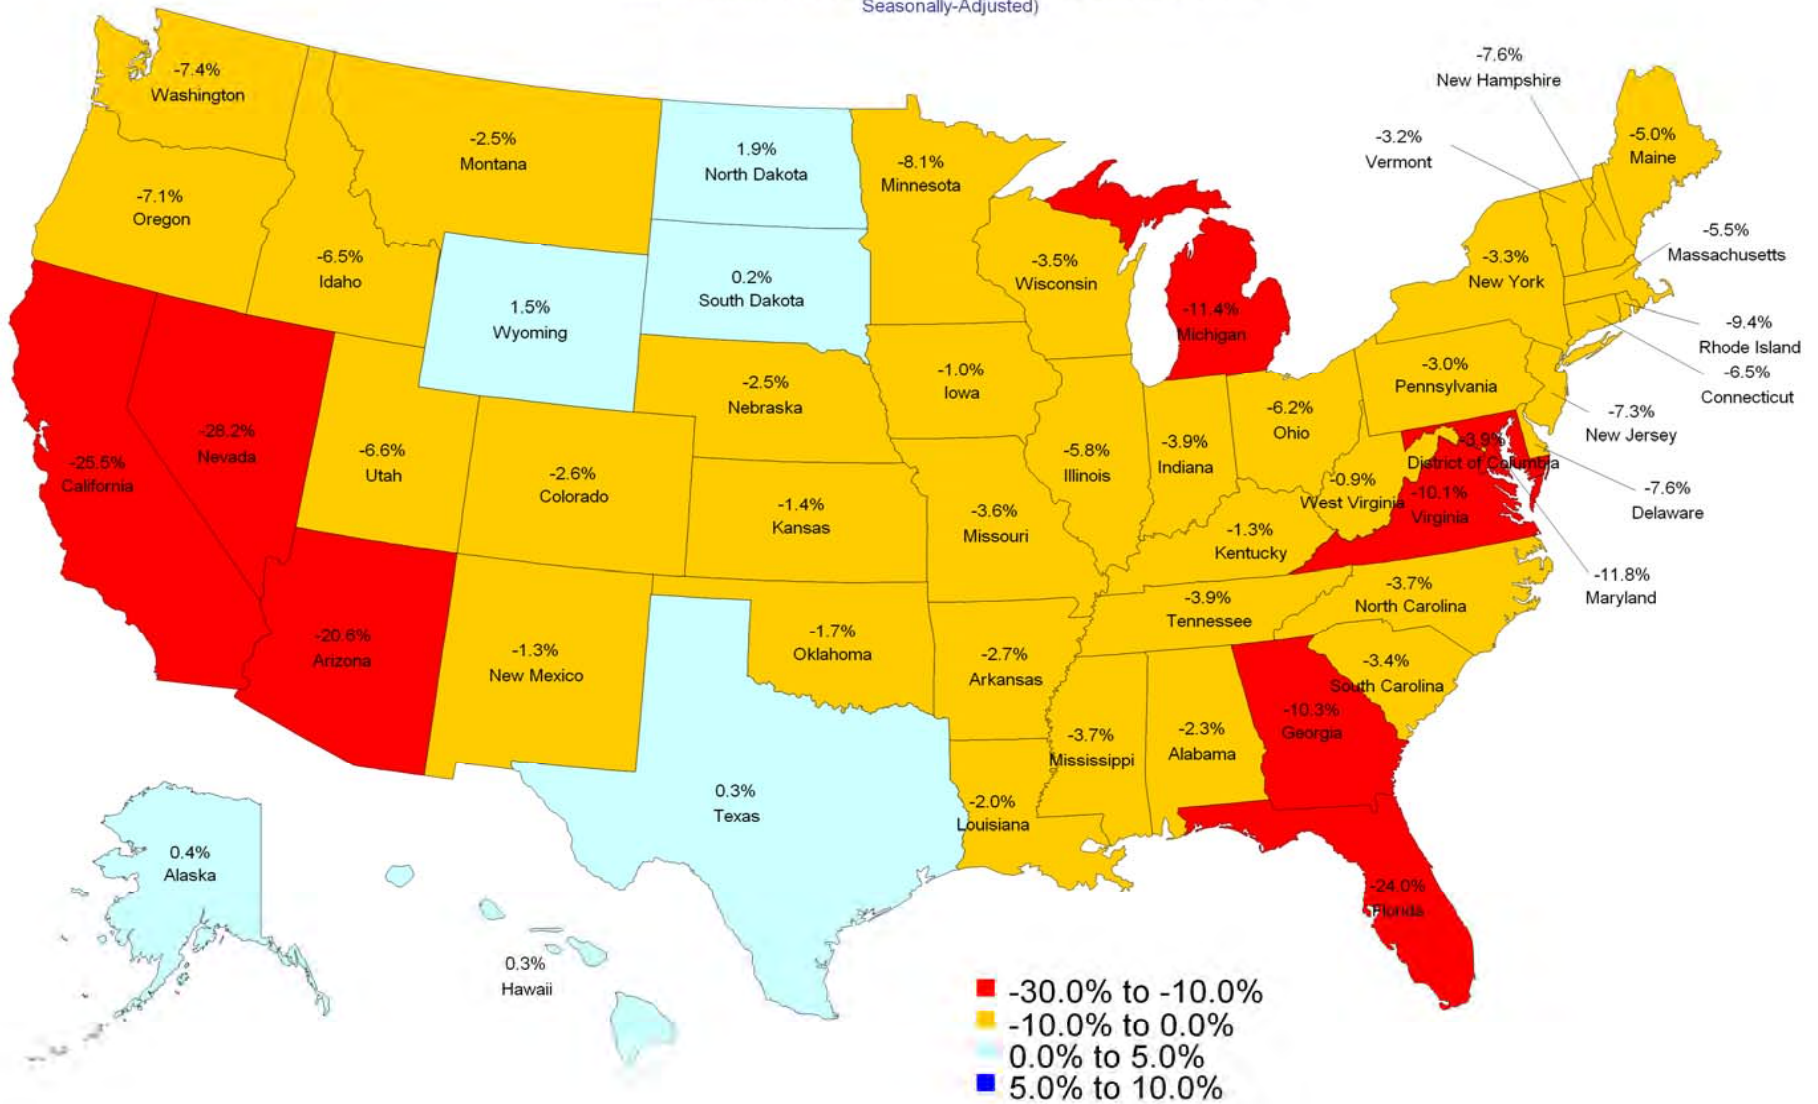 Seasonally-Adjusted)
-7.4%
Washington
-7.1%
Oregon
-6.5%
Idaho
-2.5%
Montana
1.9%
North Dakota
0.2%
South Dakota
1.5%
Wyoming
-8.1%
Minnesota
-3.5%
Wisconsin
-11.4%
Michigan
-7.6%
New Hampshire
-3.2%
Vermont
-5.0%
Maine
-5.5%
Massachusetts
-3.3%
New York
-9.4%
Rhode Island
-6.5%
Connecticut
-3.0%
Pennsylvania
-7.3%
New Jersey
-7.6%
Delaware
-11.8%
Maryland
-3.9%
District of Columbia
-10.1%
Virginia
-0.9%
West Virginia
-6.2%
Ohio
-3.9%
Indiana
-5.8%
Illinois
-1.0%
Iowa
-2.5%
Nebraska
-28.2%
Nevada
-25.5%
California
-6.6%
Utah
-2.6%
Colorado
-1.4%
Kansas
-3.6%
Missouri
-1.3%
Kentucky
-3.9%
Tennessee
-3.7%
North Carolina
-3.4%
South Carolina
-20.6%
Arizona
-1.3%
New Mexico
-1.7%
Oklahoma
-2.7%
Arkansas
-3.7%
Mississippi
-2.3%
Alabama
-10.3%
Georgia
-2.0%
Louisiana
0.3%
Texas
-24.0%
Florida
0.4%
Alaska
0.3%
Hawaii
-30.0% to -10.0%
-10.0% to 0.0%
0.0% to 5.0%
5.0% to 10.0%